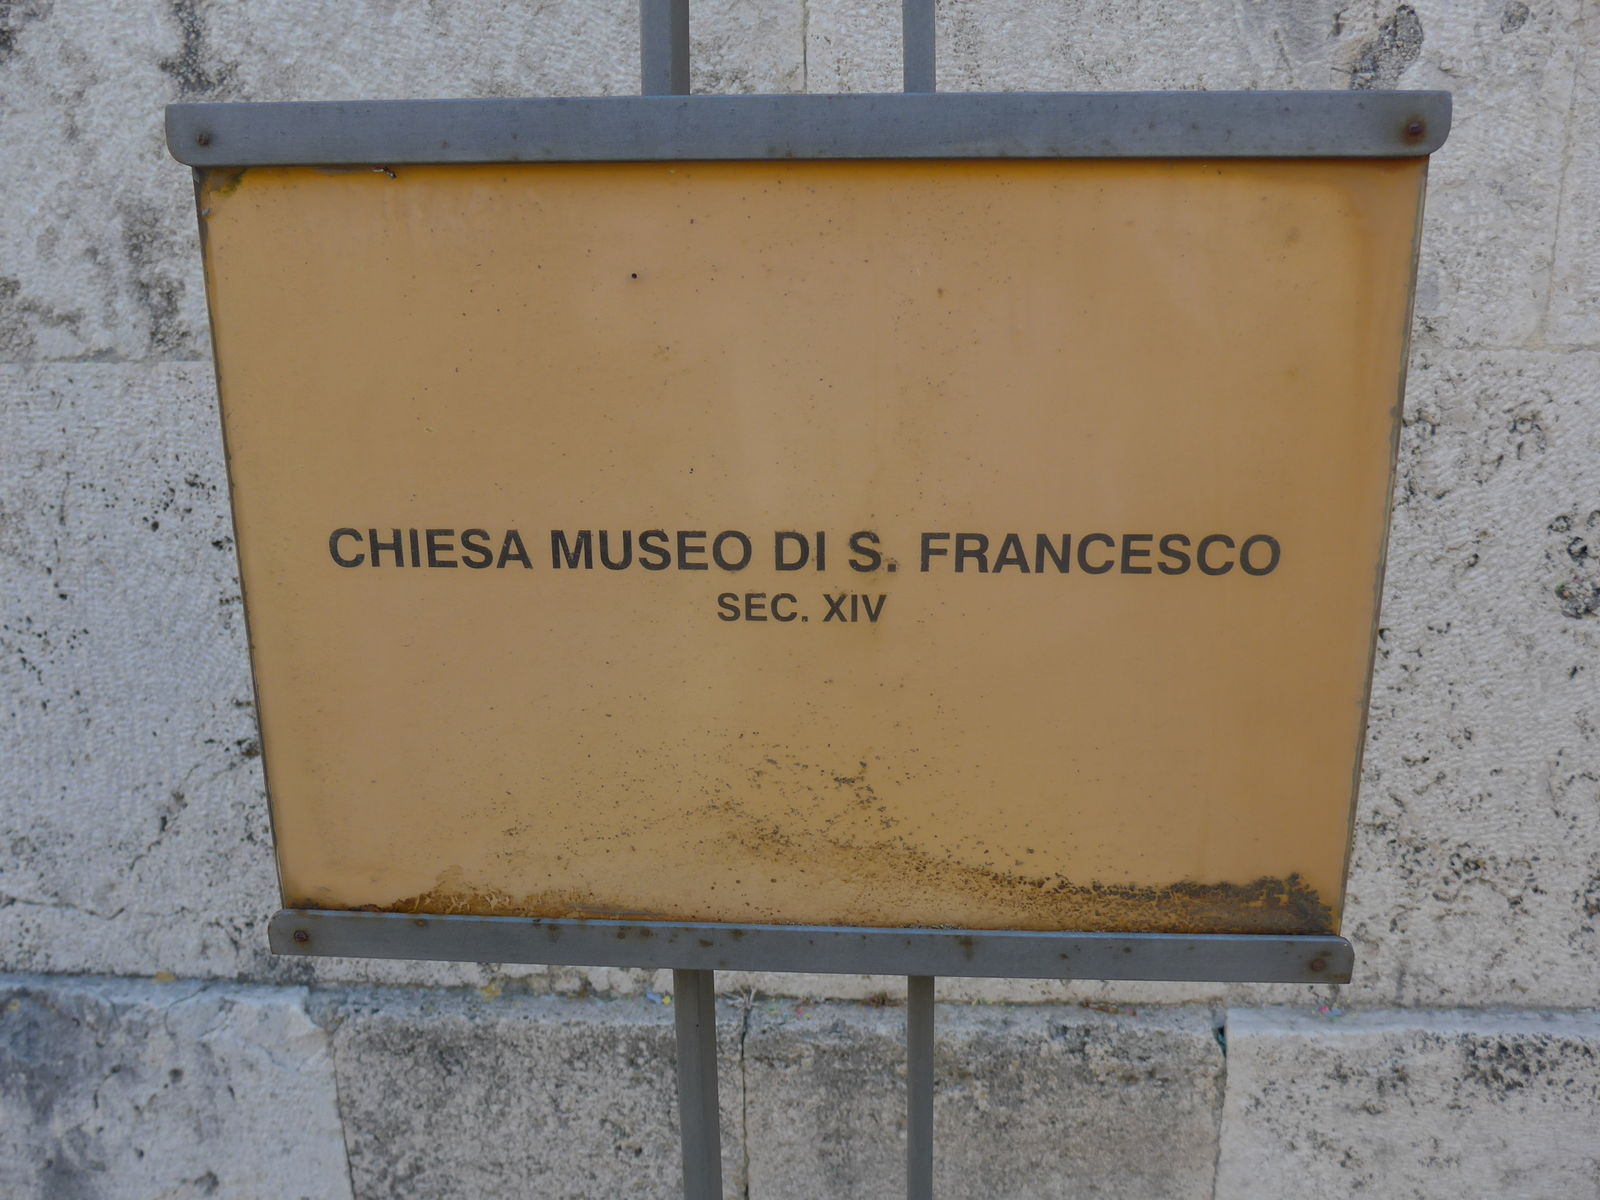 CHIESA MUSEO DI S. FRANCESCO
SEC. XIV